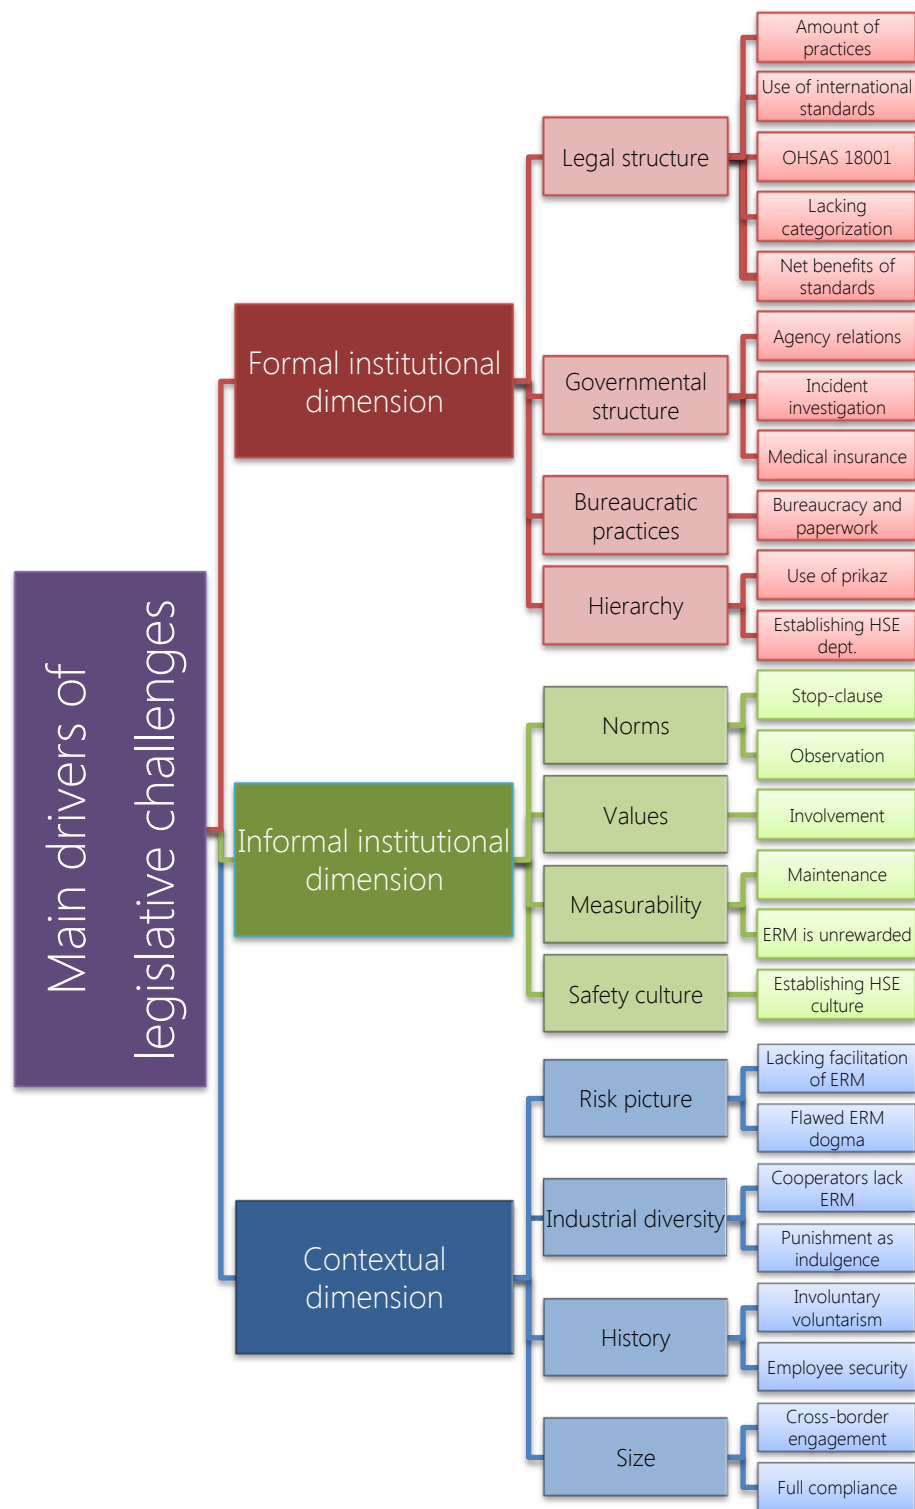 Main drivers of
legislative challenges
Formal institutional
dimension
Legal structure
Amount of
practices
Use of international
standards
OHSAS 18001
Lacking
categorization
Net benefits of
standards
Governmental
structure
Agency relations
Incident
investigation
Medical insurance
Bureaucratic
practices
Bureaucracy and
paperwork
Hierarchy
Use of prikaz
Establishing HSE
dept.
Informal institutional
dimension
Norms
Stop-clause
Observation
Values
Involvement
Measurability
Maintenance
ERM is unrewarded
Safety culture
Establishing HSE
culture
Contextual
dimension
Risk picture
Lacking facilitation
of ERM
Flawed ERM
dogma
Industrial diversity
Cooperators lack
ERM
Punishment as
indulgence
History
Involuntary
voluntarism
Employee security
Size
Cross-border
engagement
Full compliance